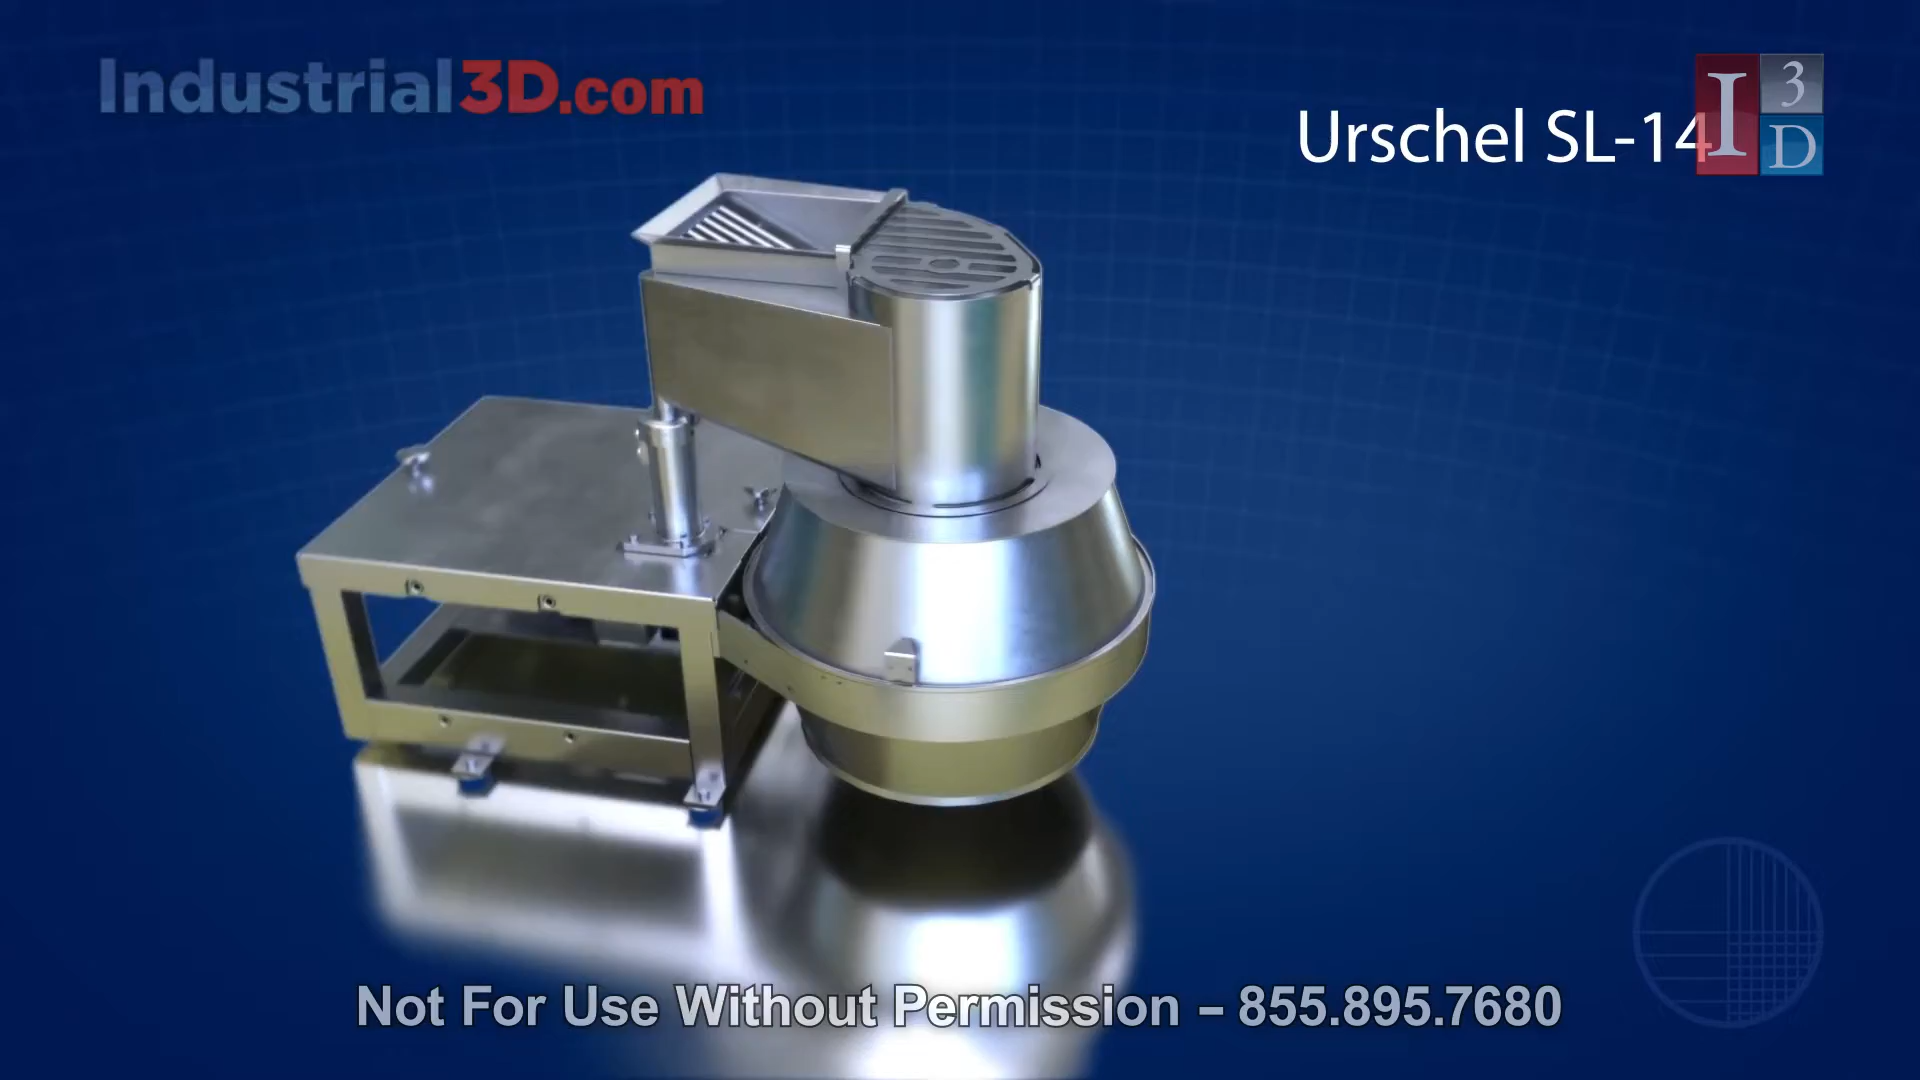 Industrial3D.com
Urschel SL-14
I
3
D
Not For Use Without Permission – 855.895.7680